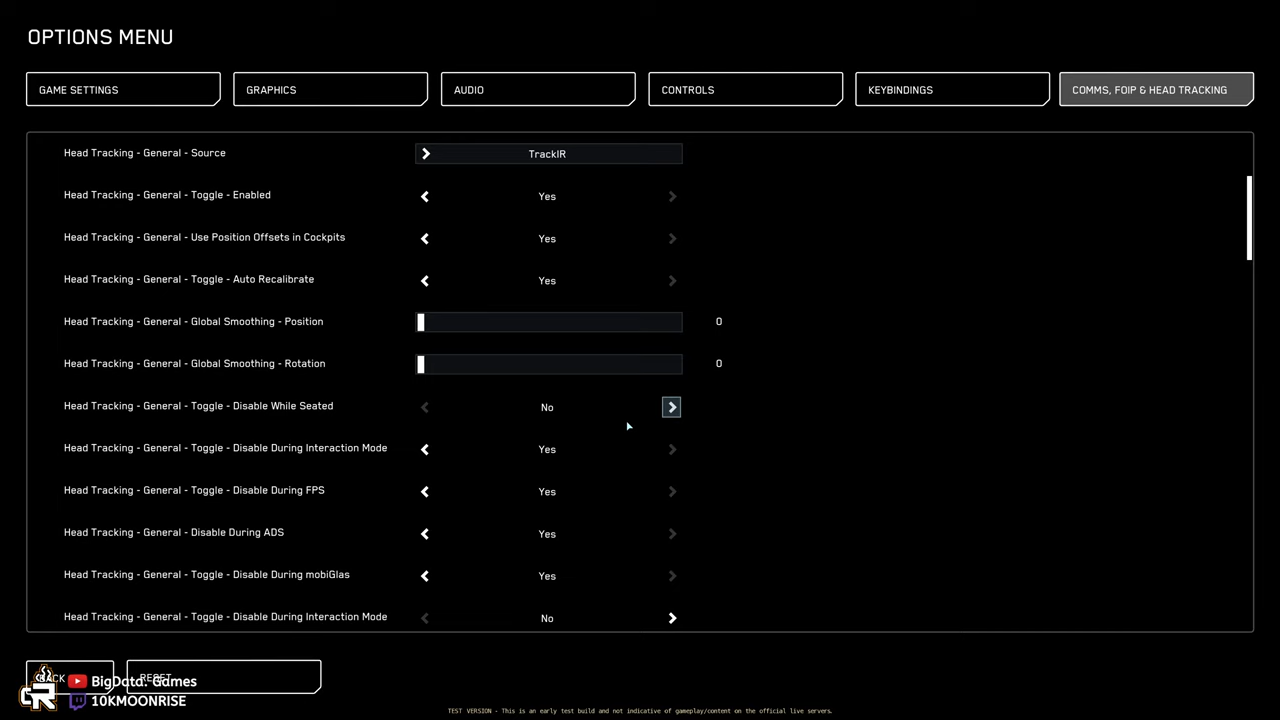 OPTIONS MENU
GAME SETTINGS
GRAPHICS
AUDIO
CONTROLS
KEYBINDINGS
COMMS, FOIP & HEAD TRACKING
Head Tracking - General - Source
TrackIR
Head Tracking - General - Toggle - Enabled
Yes
Head Tracking - General - Use Position Offsets in Cockpits
Yes
Head Tracking - General - Toggle - Auto Recalibrate
Yes
Head Tracking - General - Global Smoothing - Position
0
Head Tracking - General - Global Smoothing - Rotation
0
Head Tracking - General - Toggle - Disable While Seated
No
Head Tracking - General - Toggle - Disable During Interaction Mode
Yes
Head Tracking - General - Toggle - Disable During FPS
Yes
Head Tracking - General - Disable During ADS
Yes
Head Tracking - General - Toggle - Disable During mobiGlas
Yes
Head Tracking - General - Toggle - Disable During Interaction Mode
No
BACK
RESET
BigData. Games
10KMOONRISE
TEST VERSION - This is an early test build and not indicative of gameplay/content on the official live servers.